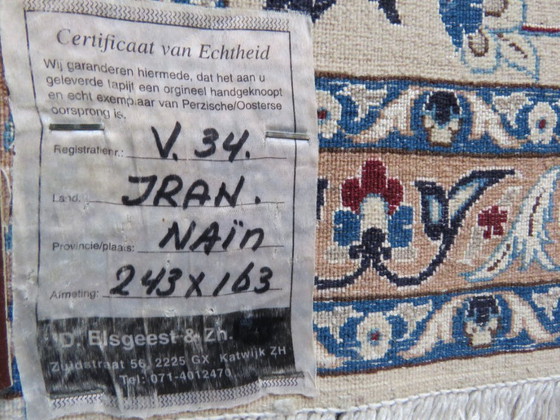 Certificaat van Echtheid
Wij garanderen hiermede, dat het aan u
geleverde tapijt een orgineel handgeknoopt
en echt exemplaar van Perzische/Oosterse
oorsprong is.
Registratienr.: V. 34.
Land: IRAN.
Provincie/plaats: NAïn
Afmeting: 243 x 163
D. Elsgeest & Zn.
Zuidstraat 56, 2225 GX Katwijk ZH
Tel: 071-4012470